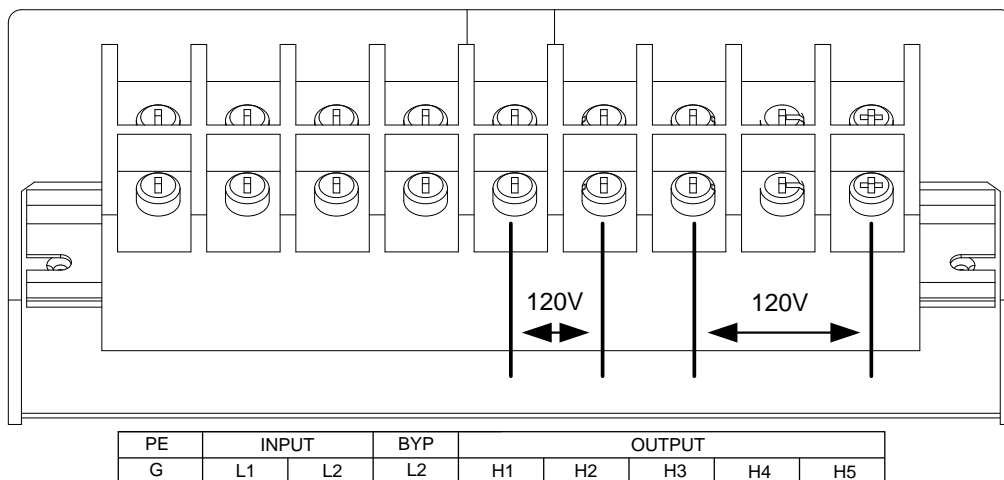 120V 120V
PE INPUT BYP OUTPUT
G L1 L2 L2 H1 H2 H3 H4 H5